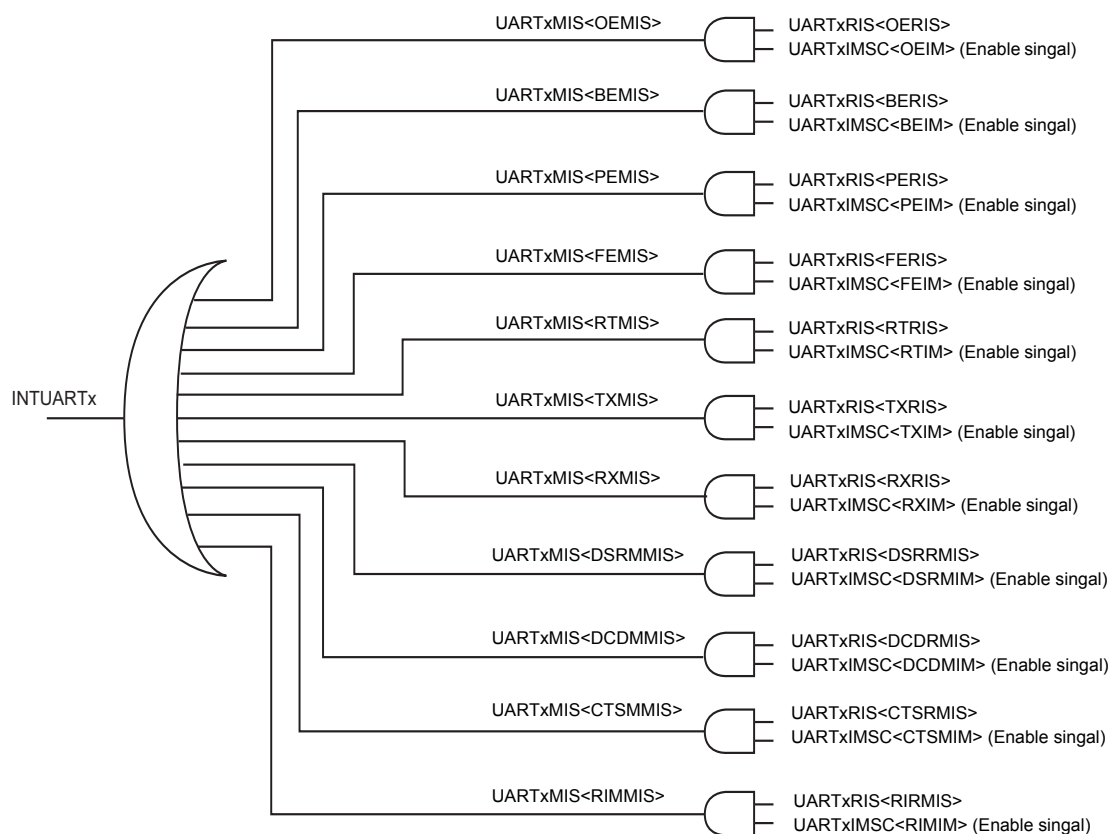 UARTxMIS<OEMIS>
UARTxRIS<OERIS>
UARTxIMSC<OEIM> (Enable singal)
UARTxMIS<BEMIS>
UARTxRIS<BERIS>
UARTxIMSC<BEIM> (Enable singal)
UARTxMIS<PEMIS>
UARTxRIS<PERIS>
UARTxIMSC<PEIM> (Enable singal)
UARTxMIS<FEMIS>
UARTxRIS<FERIS>
UARTxIMSC<FEIM> (Enable singal)
UARTxMIS<RTMIS>
UARTxRIS<RTRIS>
UARTxIMSC<RTIM> (Enable singal)
INTUARTx
UARTxMIS<TXMIS>
UARTxRIS<TXRIS>
UARTxIMSC<TXIM> (Enable singal)
UARTxMIS<RXMIS>
UARTxRIS<RXRIS>
UARTxIMSC<RXIM> (Enable singal)
UARTxMIS<DSRMMIS>
UARTxRIS<DSRRMIS>
UARTxIMSC<DSRMIM> (Enable singal)
UARTxMIS<DCDMMIS>
UARTxRIS<DCDRMIS>
UARTxIMSC<DCDMIM> (Enable singal)
UARTxMIS<CTSMMIS>
UARTxRIS<CTSRMIS>
UARTxIMSC<CTSMIM> (Enable singal)
UARTxMIS<RIMMIS>
UARTxRIS<RIRMIS>
UARTxIMSC<RIMIM> (Enable singal)